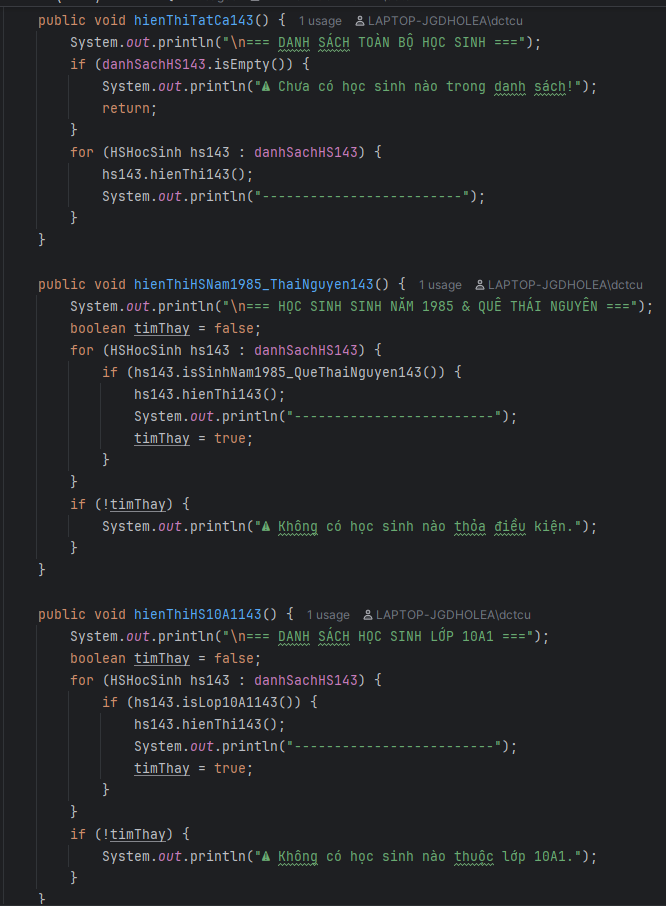 public void hienThiTatCa143() { 1 usage LAPTOP-JGDHOLEA\dctcu
System.out.println("\n=== DANH SÁCH TOÀN BỘ HỌC SINH ===");
if (danhSachHS143.isEmpty()) {
System.out.println("⚠ Chưa có học sinh nào trong danh sách!");
return;
}
for (HSHocSinh hs143 : danhSachHS143) {
hs143.hienThi143();
System.out.println("-------------------------");
}
}
public void hienThiHSNam1985_ThaiNguyen143() { 1 usage LAPTOP-JGDHOLEA\dctcu
System.out.println("\n=== HỌC SINH SINH NĂM 1985 & QUÊ THÁI NGUYÊN ===");
boolean timThay = false;
for (HSHocSinh hs143 : danhSachHS143) {
if (hs143.isSinhNam1985_QueThaiNguyen143()) {
hs143.hienThi143();
System.out.println("-------------------------");
timThay = true;
}
}
if (!timThay) {
System.out.println("⚠ Không có học sinh nào thỏa điều kiện.");
}
}
public void hienThiHS10A1143() { 1 usage LAPTOP-JGDHOLEA\dctcu
System.out.println("\n=== DANH SÁCH HỌC SINH LỚP 10A1 ===");
boolean timThay = false;
for (HSHocSinh hs143 : danhSachHS143) {
if (hs143.isLop10A1143()) {
hs143.hienThi143();
System.out.println("-------------------------");
timThay = true;
}
}
if (!timThay) {
System.out.println("⚠ Không có học sinh nào thuộc lớp 10A1.");
}
}